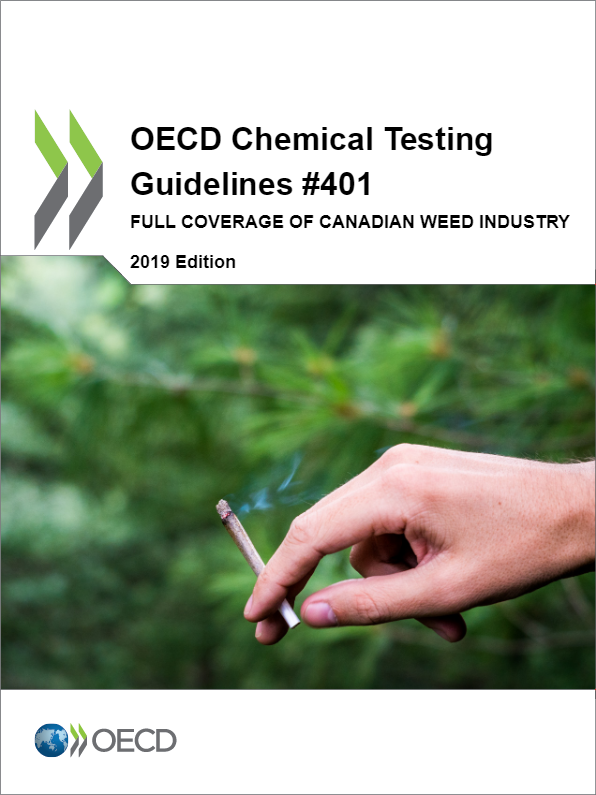 OECD Chemical Testing
Guidelines #401
FULL COVERAGE OF CANADIAN WEED INDUSTRY
2019 Edition
OECD